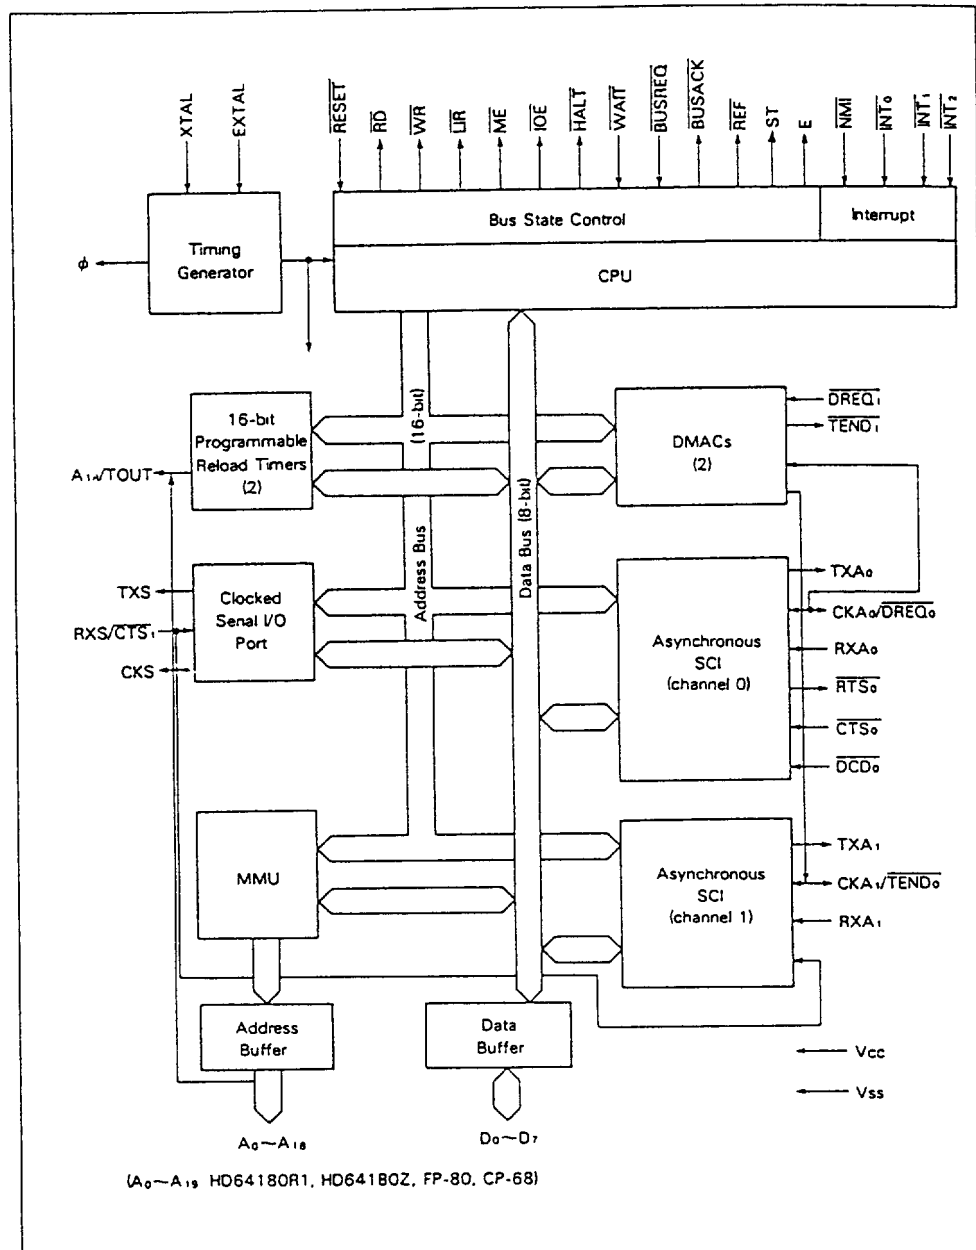 XTAL
EXTAL
RESET
RD
WR
LIR
ME
IOE
HALT
WAIT
BUSREQ
BUSACK
REF
ST
E
NMI
INT₀
INT₁
INT₂
Timing
Generator
ϕ
Bus State Control
Interrupt
CPU
16-bit
Programmable
Reload Timers
(2)
A₁₈/TOUT
(16-bit)
Address Bus
Data Bus (8-bit)
DMACs
(2)
DREQ₁
TEND₁
TXS
RXS/CTS₁
CKS
Clocked
Serial I/O
Port
Asynchronous
SCI
(channel 0)
TXA₀
CKA₀/DREQ₀
RXA₀
RTS₀
CTS₀
DCD₀
MMU
Asynchronous
SCI
(channel 1)
TXA₁
CKA₁/TEND₀
RXA₁
Address
Buffer
Data
Buffer
Vcc
Vss
A₀~A₁₈
D₀~D₇
(A₀~A₁₉ HD64180R1, HD641B0Z, FP-80, CP-68)